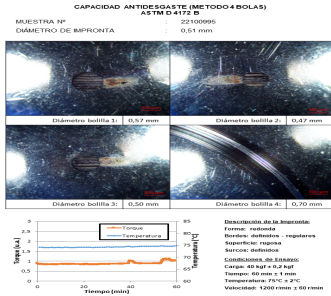 CAPACIDAD ANTIDESGASTE (METODO 4 BOLAS)
ASTM D 4172 B
MUESTRA Nº : 22100995
DIÁMETRO DE IMPRONTA : 0,51 mm
Diámetro bolilla 1: 0,57 mm
Diámetro bolilla 2: 0,47 mm
Diámetro bolilla 3: 0,50 mm
Diámetro bolilla 4: 0,70 mm
3
2.5
2
1.5
1
0.5
0
Torque (u.a.)
Torque
Temperatura
85
80
75
70
65
60
Temperatura (°C)
0 20 40 60
Tiempo (min)
Descripción de la Impronta:
Forma: redonda
Bordes: definidos - regulares
Superficie: rugosa
Surcos: definidos
Condiciones de Ensayo:
Carga: 40 kgf ± 0,2 kgf
Tiempo: 60 min ± 1 min
Temperatura: 75°C ± 2°C
Velocidad: 1200 r/min ± 60 r/min